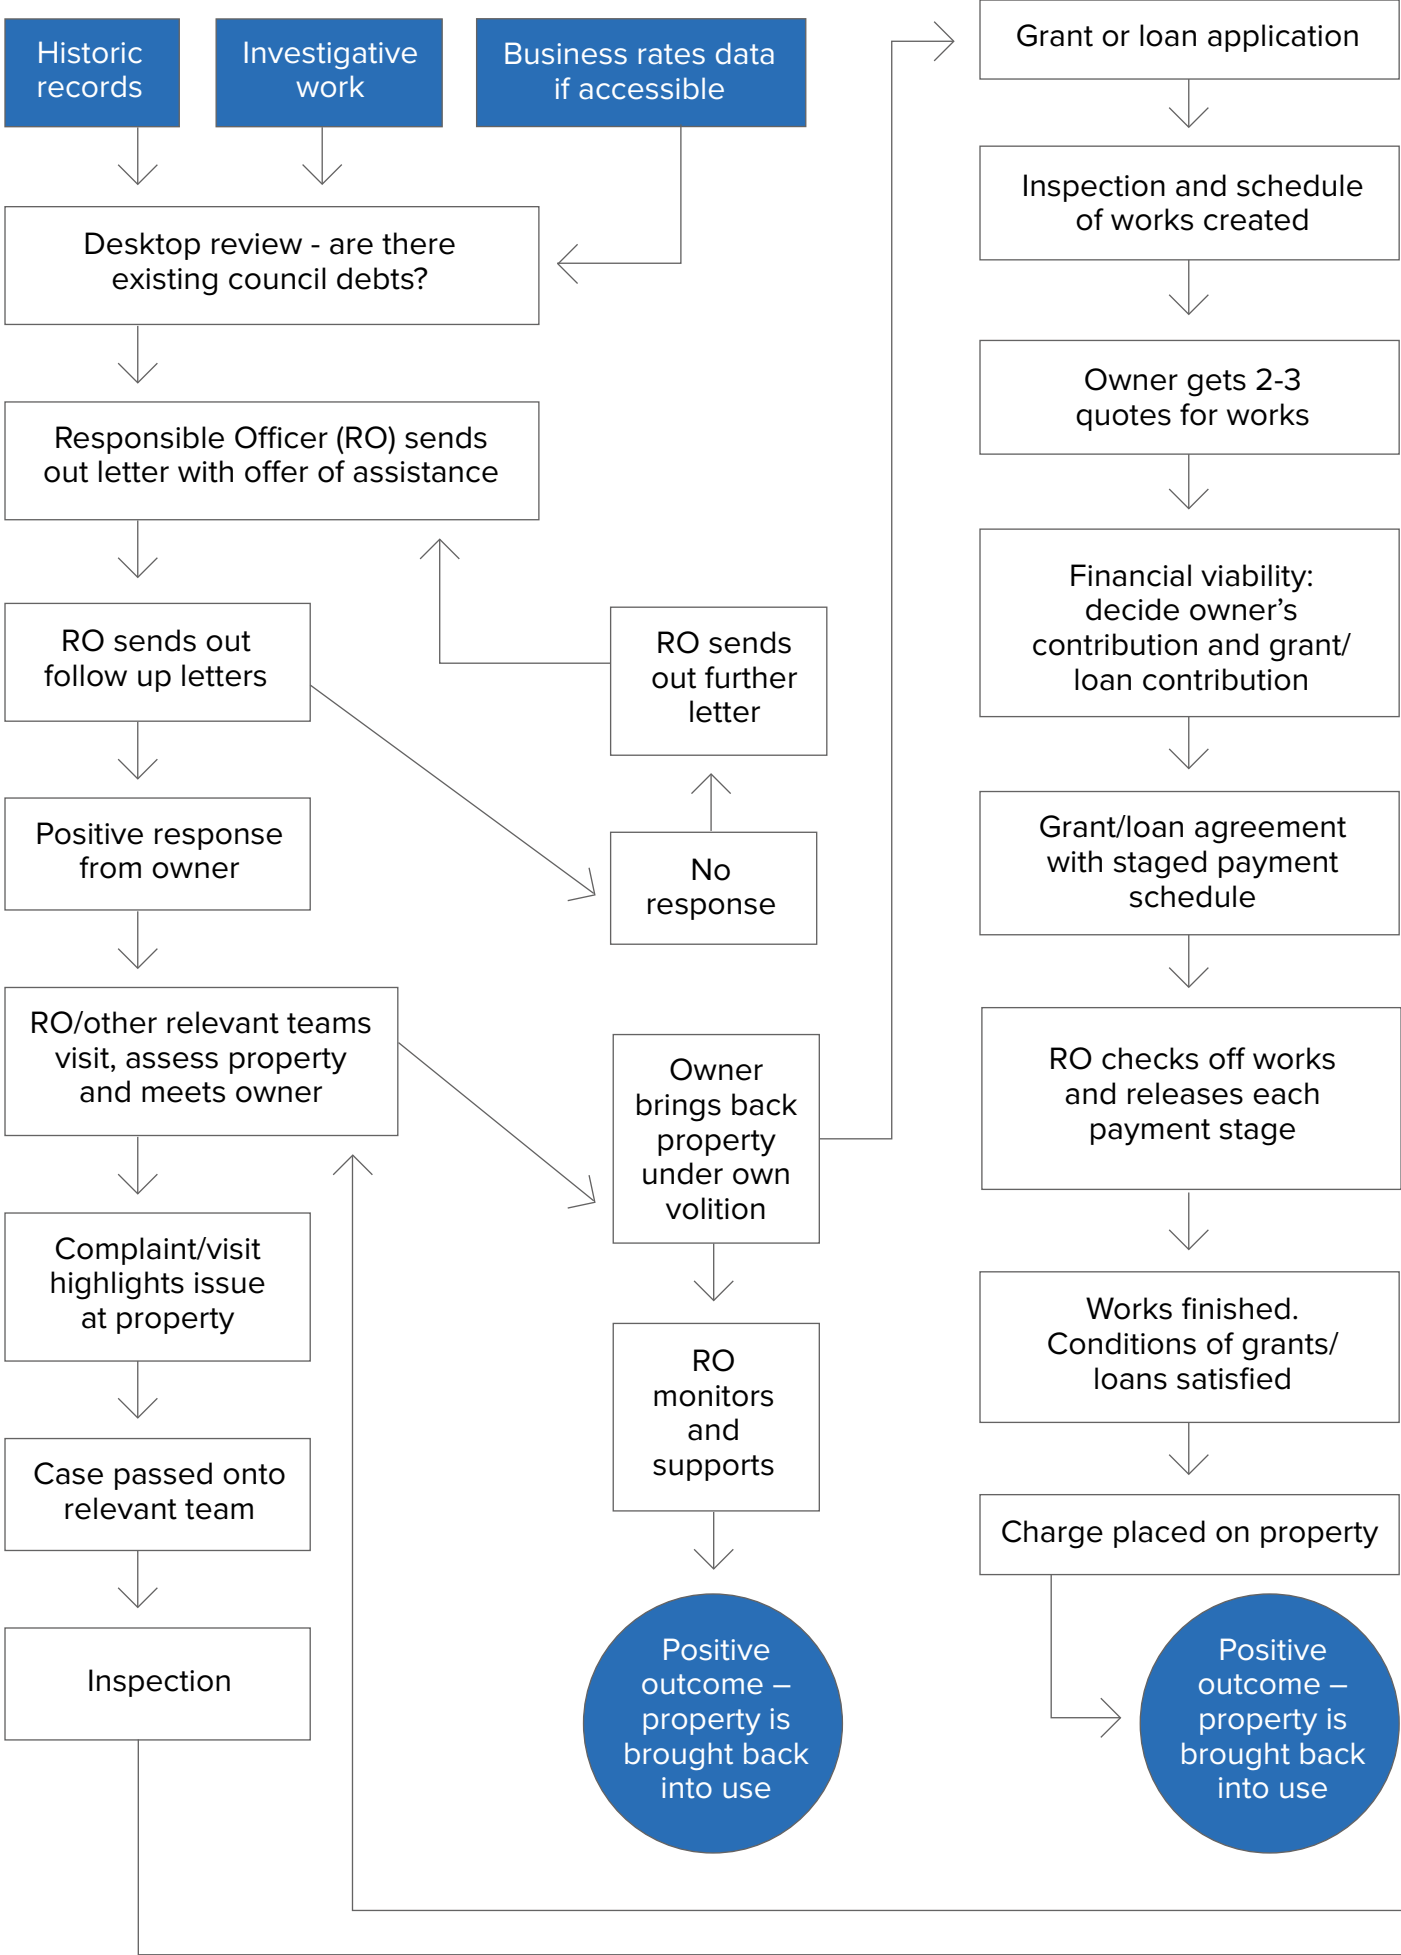 Historic
records
Investigative
work
Business rates data
if accessible
Desktop review - are there
existing council debts?
Responsible Officer (RO) sends
out letter with offer of assistance
RO sends out
follow up letters
RO sends
out further
letter
No
response
Positive response
from owner
RO/other relevant teams
visit, assess property
and meets owner
Owner
brings back
property
under own
volition
Complaint/visit
highlights issue
at property
RO
monitors
and
supports
Case passed onto
relevant team
Inspection
Positive
outcome –
property is
brought back
into use
Grant or loan application
Inspection and schedule
of works created
Owner gets 2-3
quotes for works
Financial viability:
decide owner’s
contribution and grant/
loan contribution
Grant/loan agreement
with staged payment
schedule
RO checks off works
and releases each
payment stage
Works finished.
Conditions of grants/
loans satisfied
Charge placed on property
Positive
outcome –
property is
brought back
into use